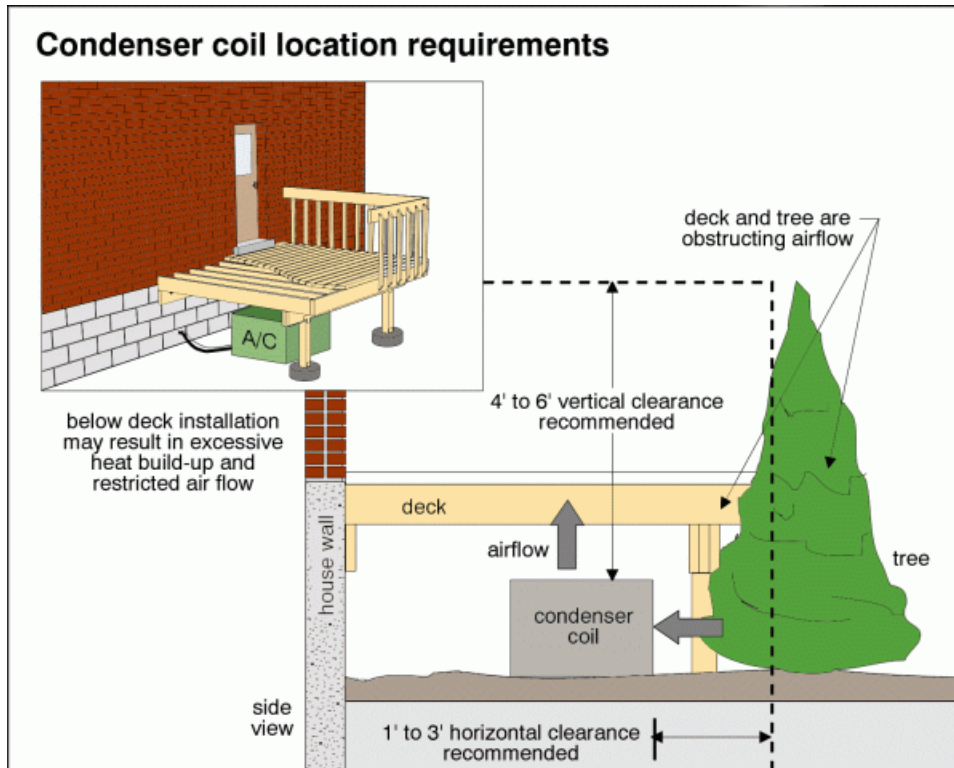 Condenser coil location requirements
A/C
deck and tree are
obstructing airflow
4' to 6' vertical clearance
recommended
below deck installation
may result in excessive
heat build-up and
restricted air flow
deck
house wall
airflow
tree
condenser
coil
side
view
1' to 3' horizontal clearance
recommended